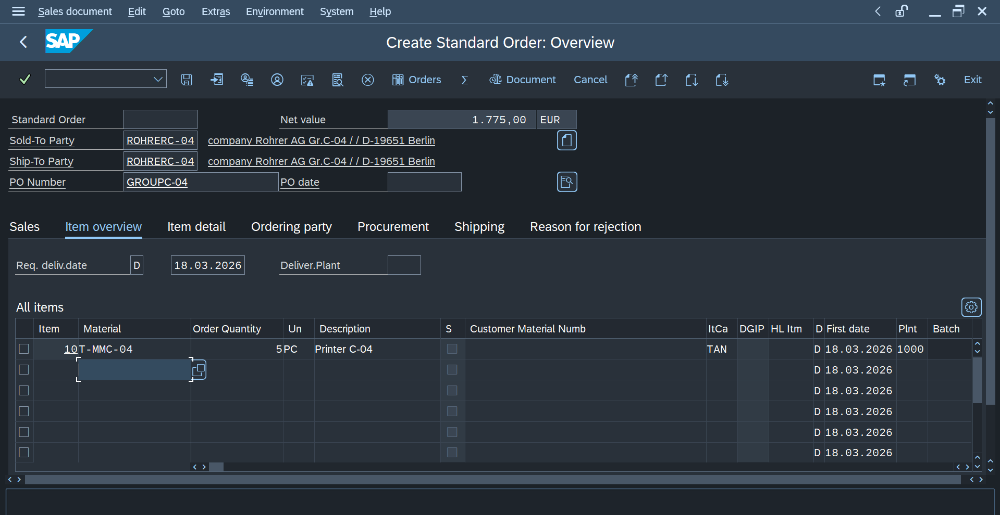 Sales document Edit Goto Extras Environment System Help
SAP
Create Standard Order: Overview
Orders Σ Document Cancel Exit
Standard Order Net value 1.775,00 EUR
Sold-To Party ROHRERC-04 company Rohrer AG Gr.C-04 / / D-19651 Berlin
Ship-To Party ROHRERC-04 company Rohrer AG Gr.C-04 / / D-19651 Berlin
PO Number GROUPC-04 PO date
Sales Item overview Item detail Ordering party Procurement Shipping Reason for rejection
Req. deliv.date D 18.03.2026 Deliver.Plant
All items
Item Material Order Quantity Un Description S Customer Material Numb ItCa DGIP HL Itm D First date Plnt Batch
10 T-MMC-04 5 PC Printer C-04 TAN D 18.03.2026 1000
D 18.03.2026
D 18.03.2026
D 18.03.2026
D 18.03.2026
D 18.03.2026